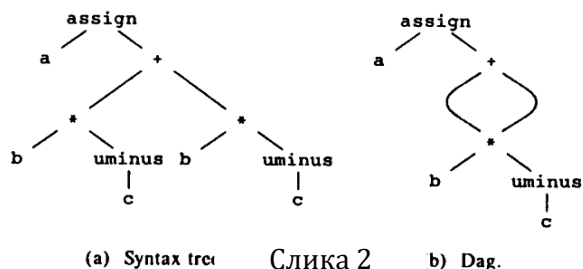 assign assign
a + a +
* *
b uminus b uminus *
c c b uminus
c
(a) Syntax tre Слика 2 b) Dag.